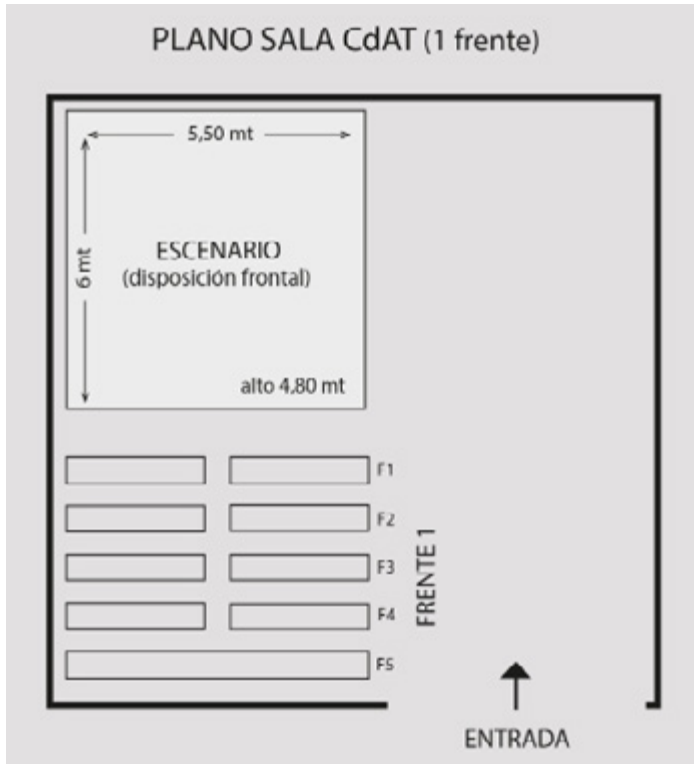 PLANO SALA CdAT (1 frente)
5,50 mt
6 mt
ESCENARIO
(disposición frontal)
alto 4,80 mt
F1
F2
F3
F4
F5
FRENTE 1
ENTRADA